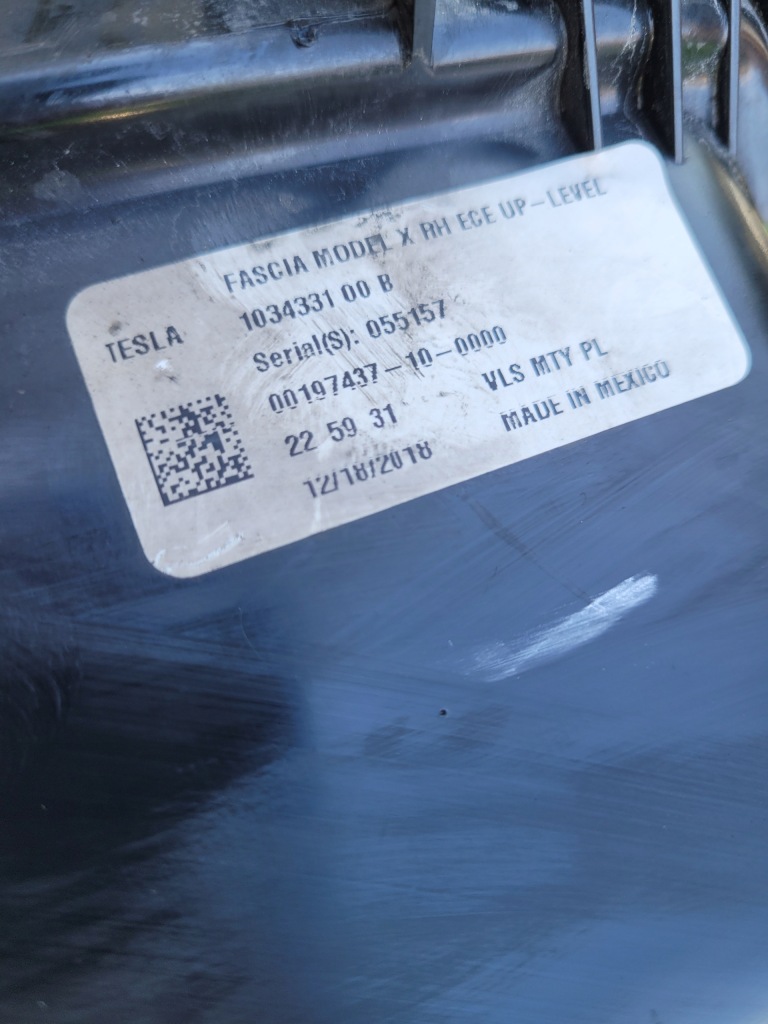 FASCIA MODEL X RH ECE UP-LEVEL
TESLA
1034331 00 B
Serial(S): 055157
00197437-10-0000
22 59 31
VLS MTY PL
12/18/2018
MADE IN MEXICO